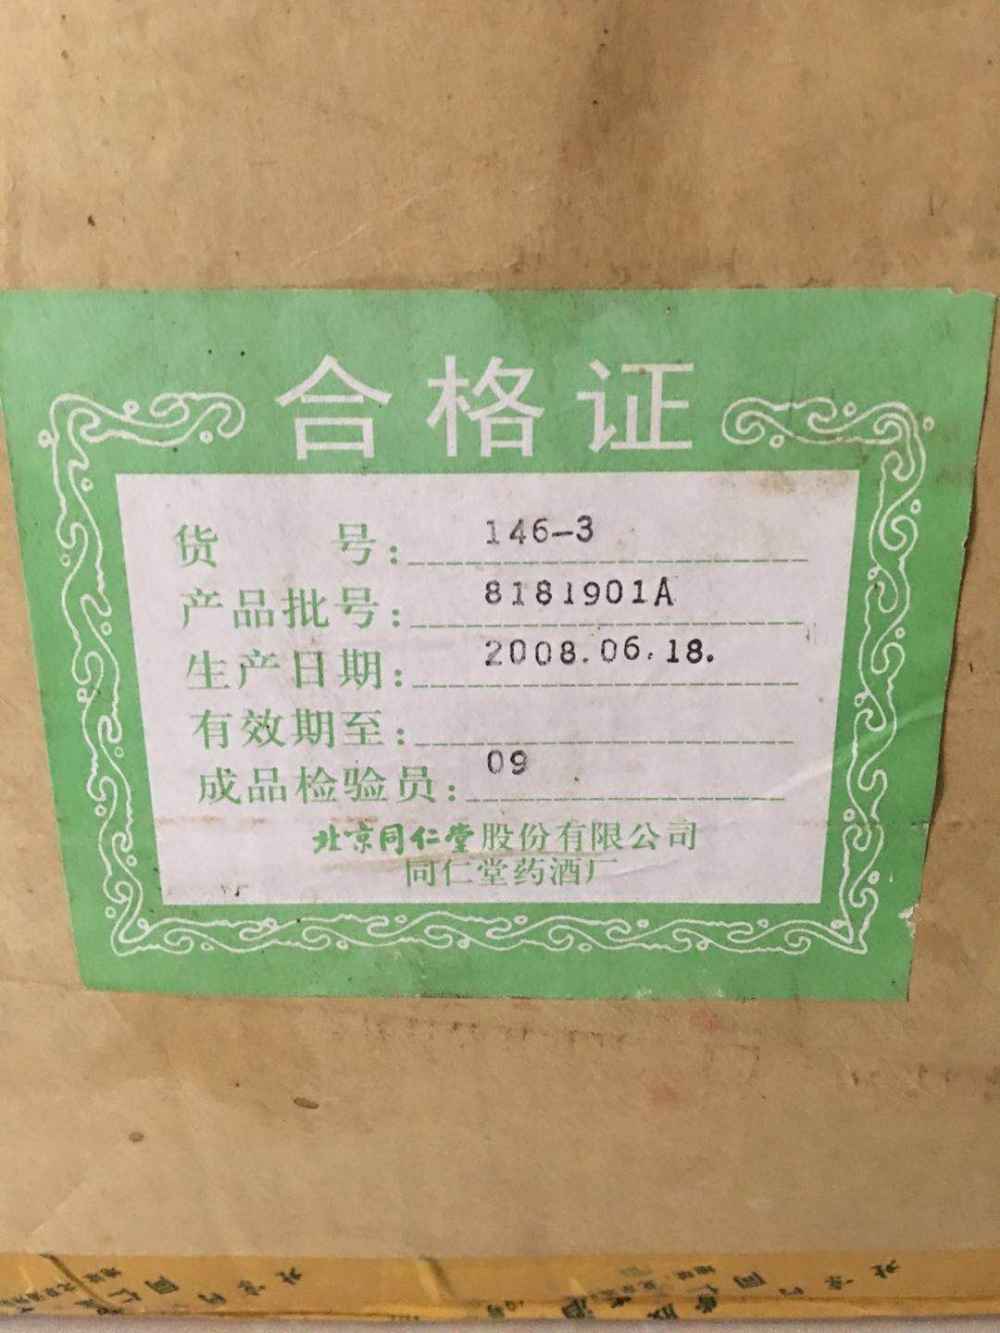 合格证
货号: 146-3
产品批号: 8181901A
生产日期: 2008.06.18.
有效期至:
成品检验员: 09
北京同仁堂股份有限公司
同仁堂药酒厂